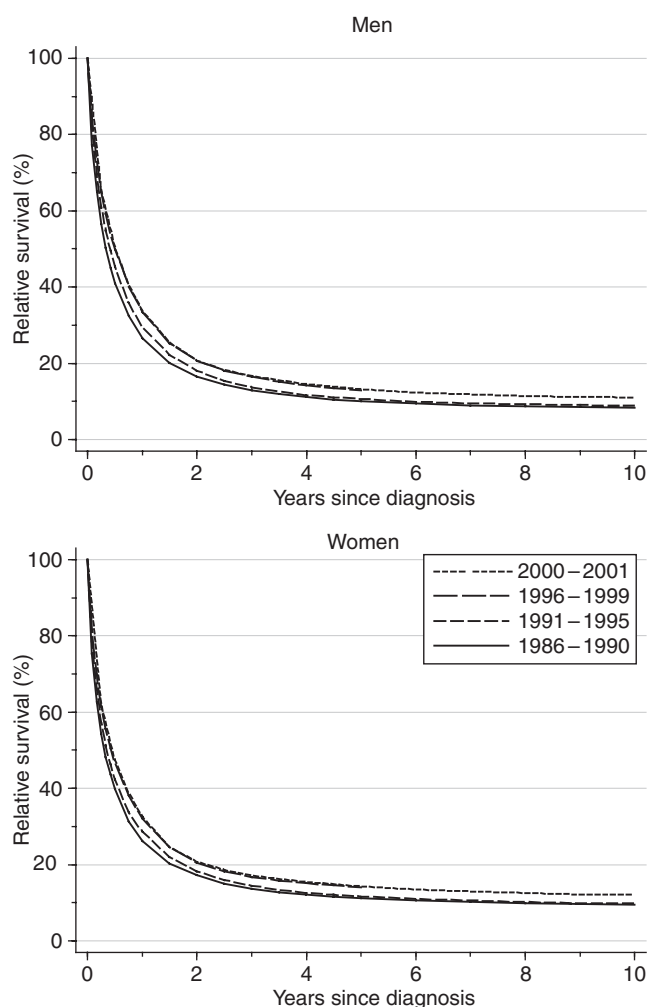 Men
100
80
60
40
20
0
Relative survival (%)
0 2 4 6 8 10
Years since diagnosis
Women
100
80
60
40
20
0
Relative survival (%)
2000–2001
1996–1999
1991–1995
1986–1990
0 2 4 6 8 10
Years since diagnosis